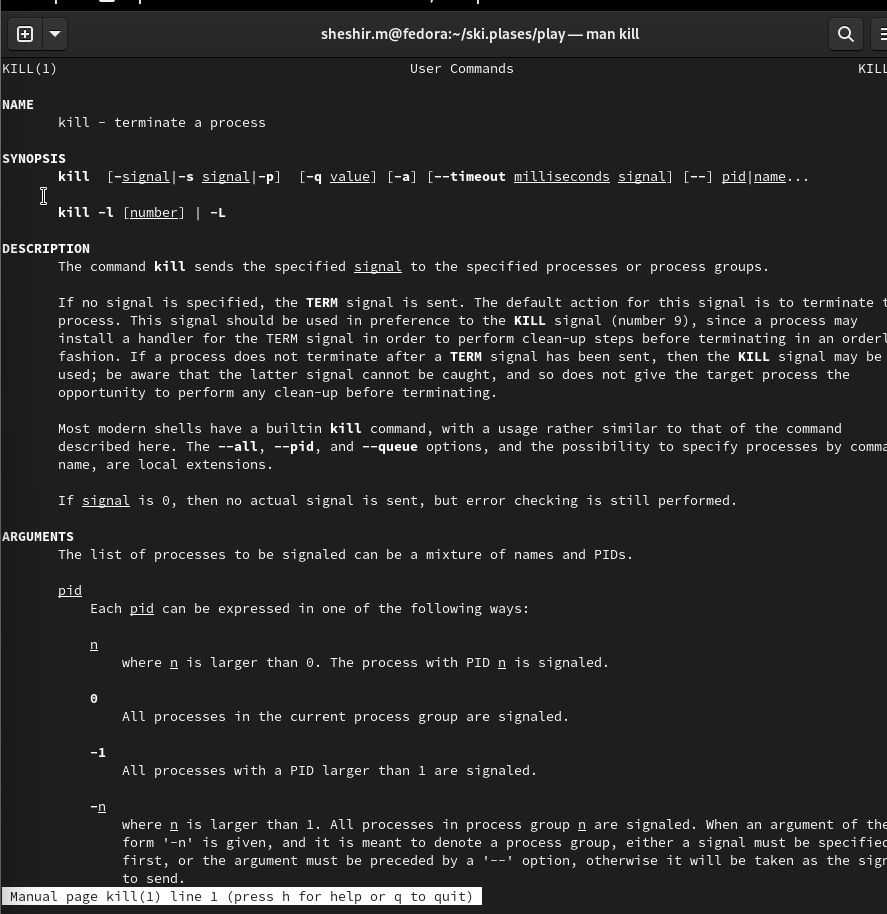 sheshir.m@fedora:~/ski.plases/play — man kill
KILL(1) User Commands KILL
NAME
kill - terminate a process
SYNOPSIS
kill [-signal|-s signal|-p] [-q value] [-a] [--timeout milliseconds signal] [--] pid|name...
kill -l [number] | -L
DESCRIPTION
The command kill sends the specified signal to the specified processes or process groups.
If no signal is specified, the TERM signal is sent. The default action for this signal is to terminate t
process. This signal should be used in preference to the KILL signal (number 9), since a process may
install a handler for the TERM signal in order to perform clean-up steps before terminating in an orderl
fashion. If a process does not terminate after a TERM signal has been sent, then the KILL signal may be
used; be aware that the latter signal cannot be caught, and so does not give the target process the
opportunity to perform any clean-up before terminating.
Most modern shells have a builtin kill command, with a usage rather similar to that of the command
described here. The --all, --pid, and --queue options, and the possibility to specify processes by comma
name, are local extensions.
If signal is 0, then no actual signal is sent, but error checking is still performed.
ARGUMENTS
The list of processes to be signaled can be a mixture of names and PIDs.
pid
Each pid can be expressed in one of the following ways:
n
where n is larger than 0. The process with PID n is signaled.
0
All processes in the current process group are signaled.
-1
All processes with a PID larger than 1 are signaled.
-n
where n is larger than 1. All processes in process group n are signaled. When an argument of the
form '-n' is given, and it is meant to denote a process group, either a signal must be specified
first, or the argument must be preceded by a '--' option, otherwise it will be taken as the sign
to send.
Manual page kill(1) line 1 (press h for help or q to quit)